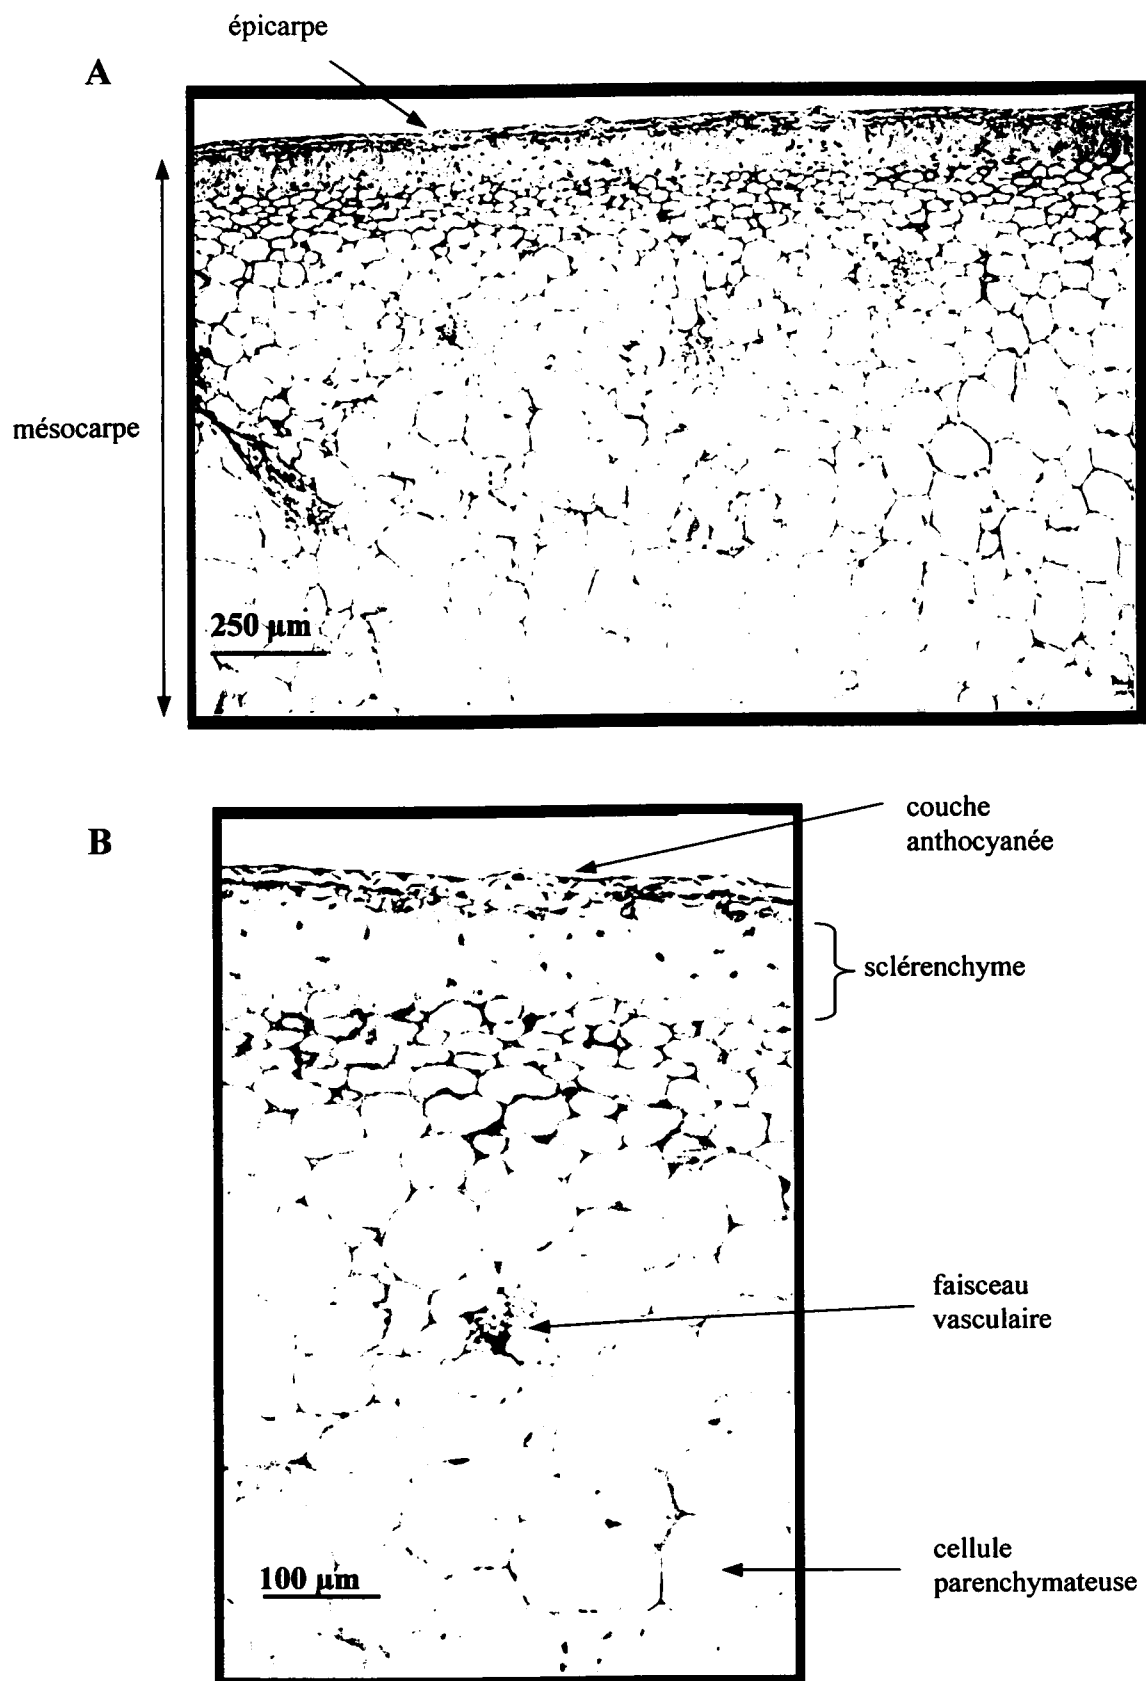 épicarpe
A
mésocarpe
250 µm
B
couche
anthocyanée
sclérenchyme
faisceau
vasculaire
cellule
parenchymateuse
100 µm